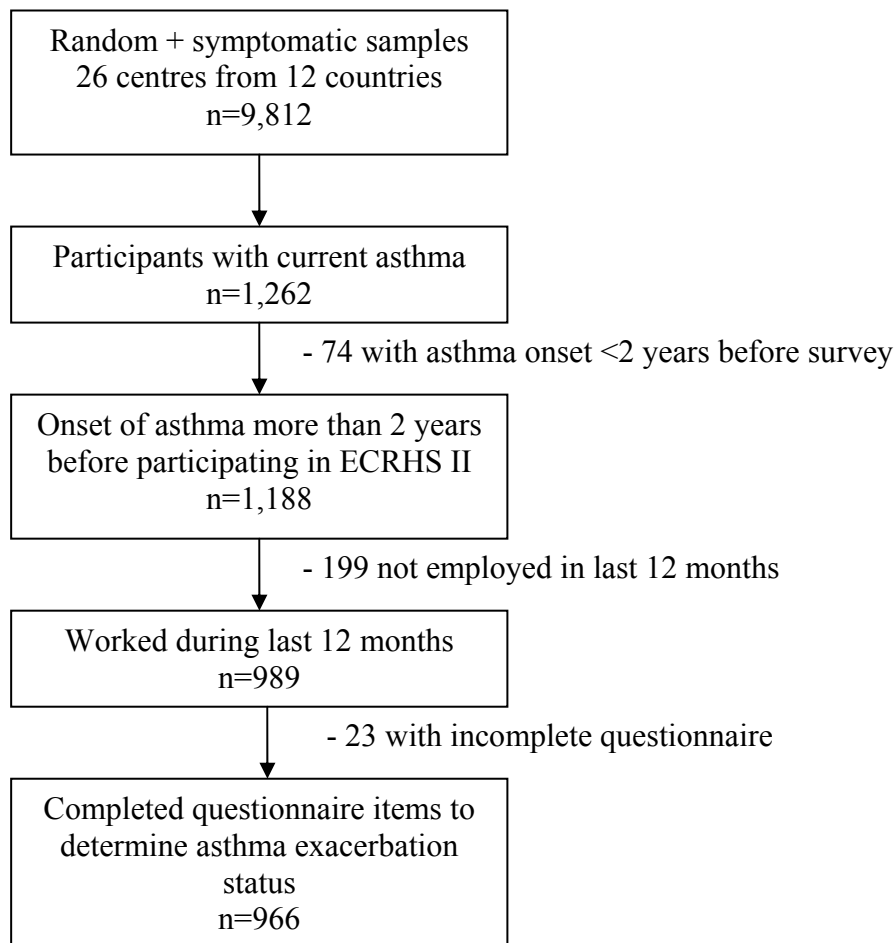 Random + symptomatic samples
26 centres from 12 countries
n=9,812
Participants with current asthma
n=1,262
- 74 with asthma onset <2 years before survey
Onset of asthma more than 2 years
before participating in ECRHS II
n=1,188
- 199 not employed in last 12 months
Worked during last 12 months
n=989
- 23 with incomplete questionnaire
Completed questionnaire items to
determine asthma exacerbation
status
n=966